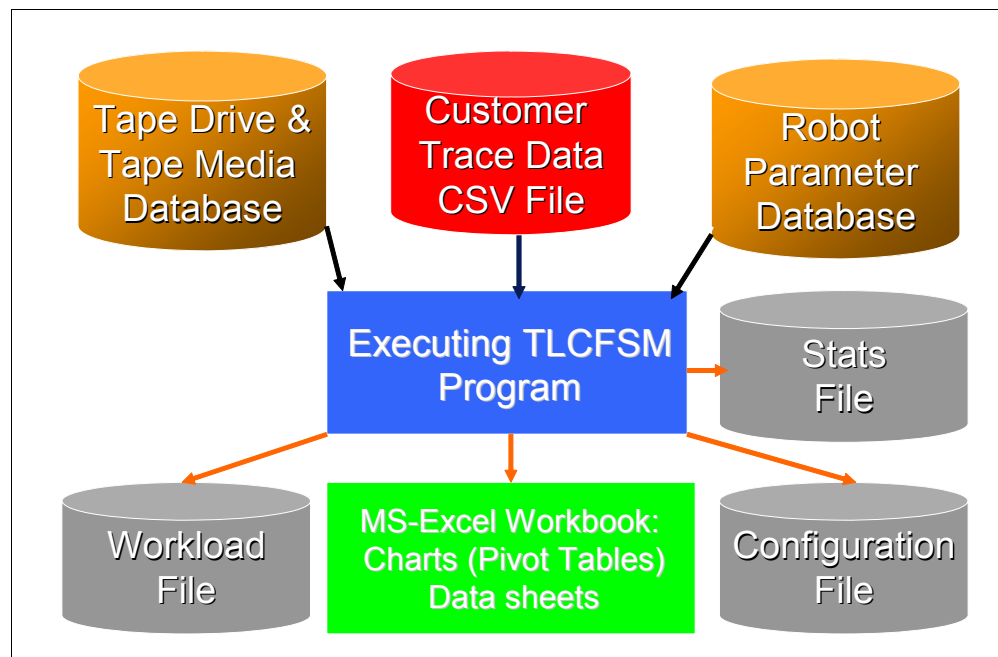 Tape Drive &
Tape Media
Database
Customer
Trace Data
CSV File
Robot
Parameter
Database
Executing TLCFSM
Program
Stats
File
Workload
File
MS-Excel Workbook:
Charts (Pivot Tables)
Data sheets
Configuration
File